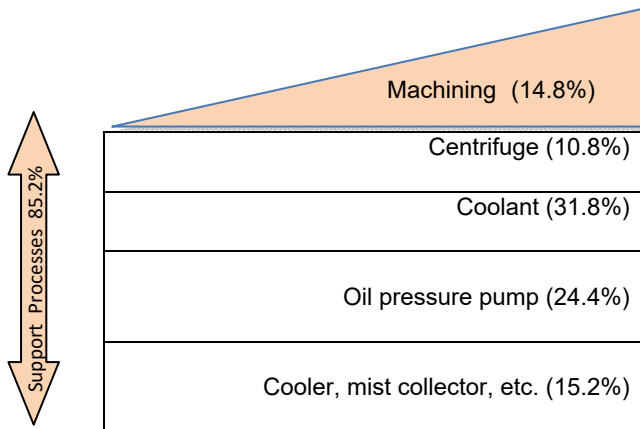 Machining (14.8%)
Centrifuge (10.8%)
Coolant (31.8%)
Oil pressure pump (24.4%)
Cooler, mist collector, etc. (15.2%)
Support Processes 85.2%